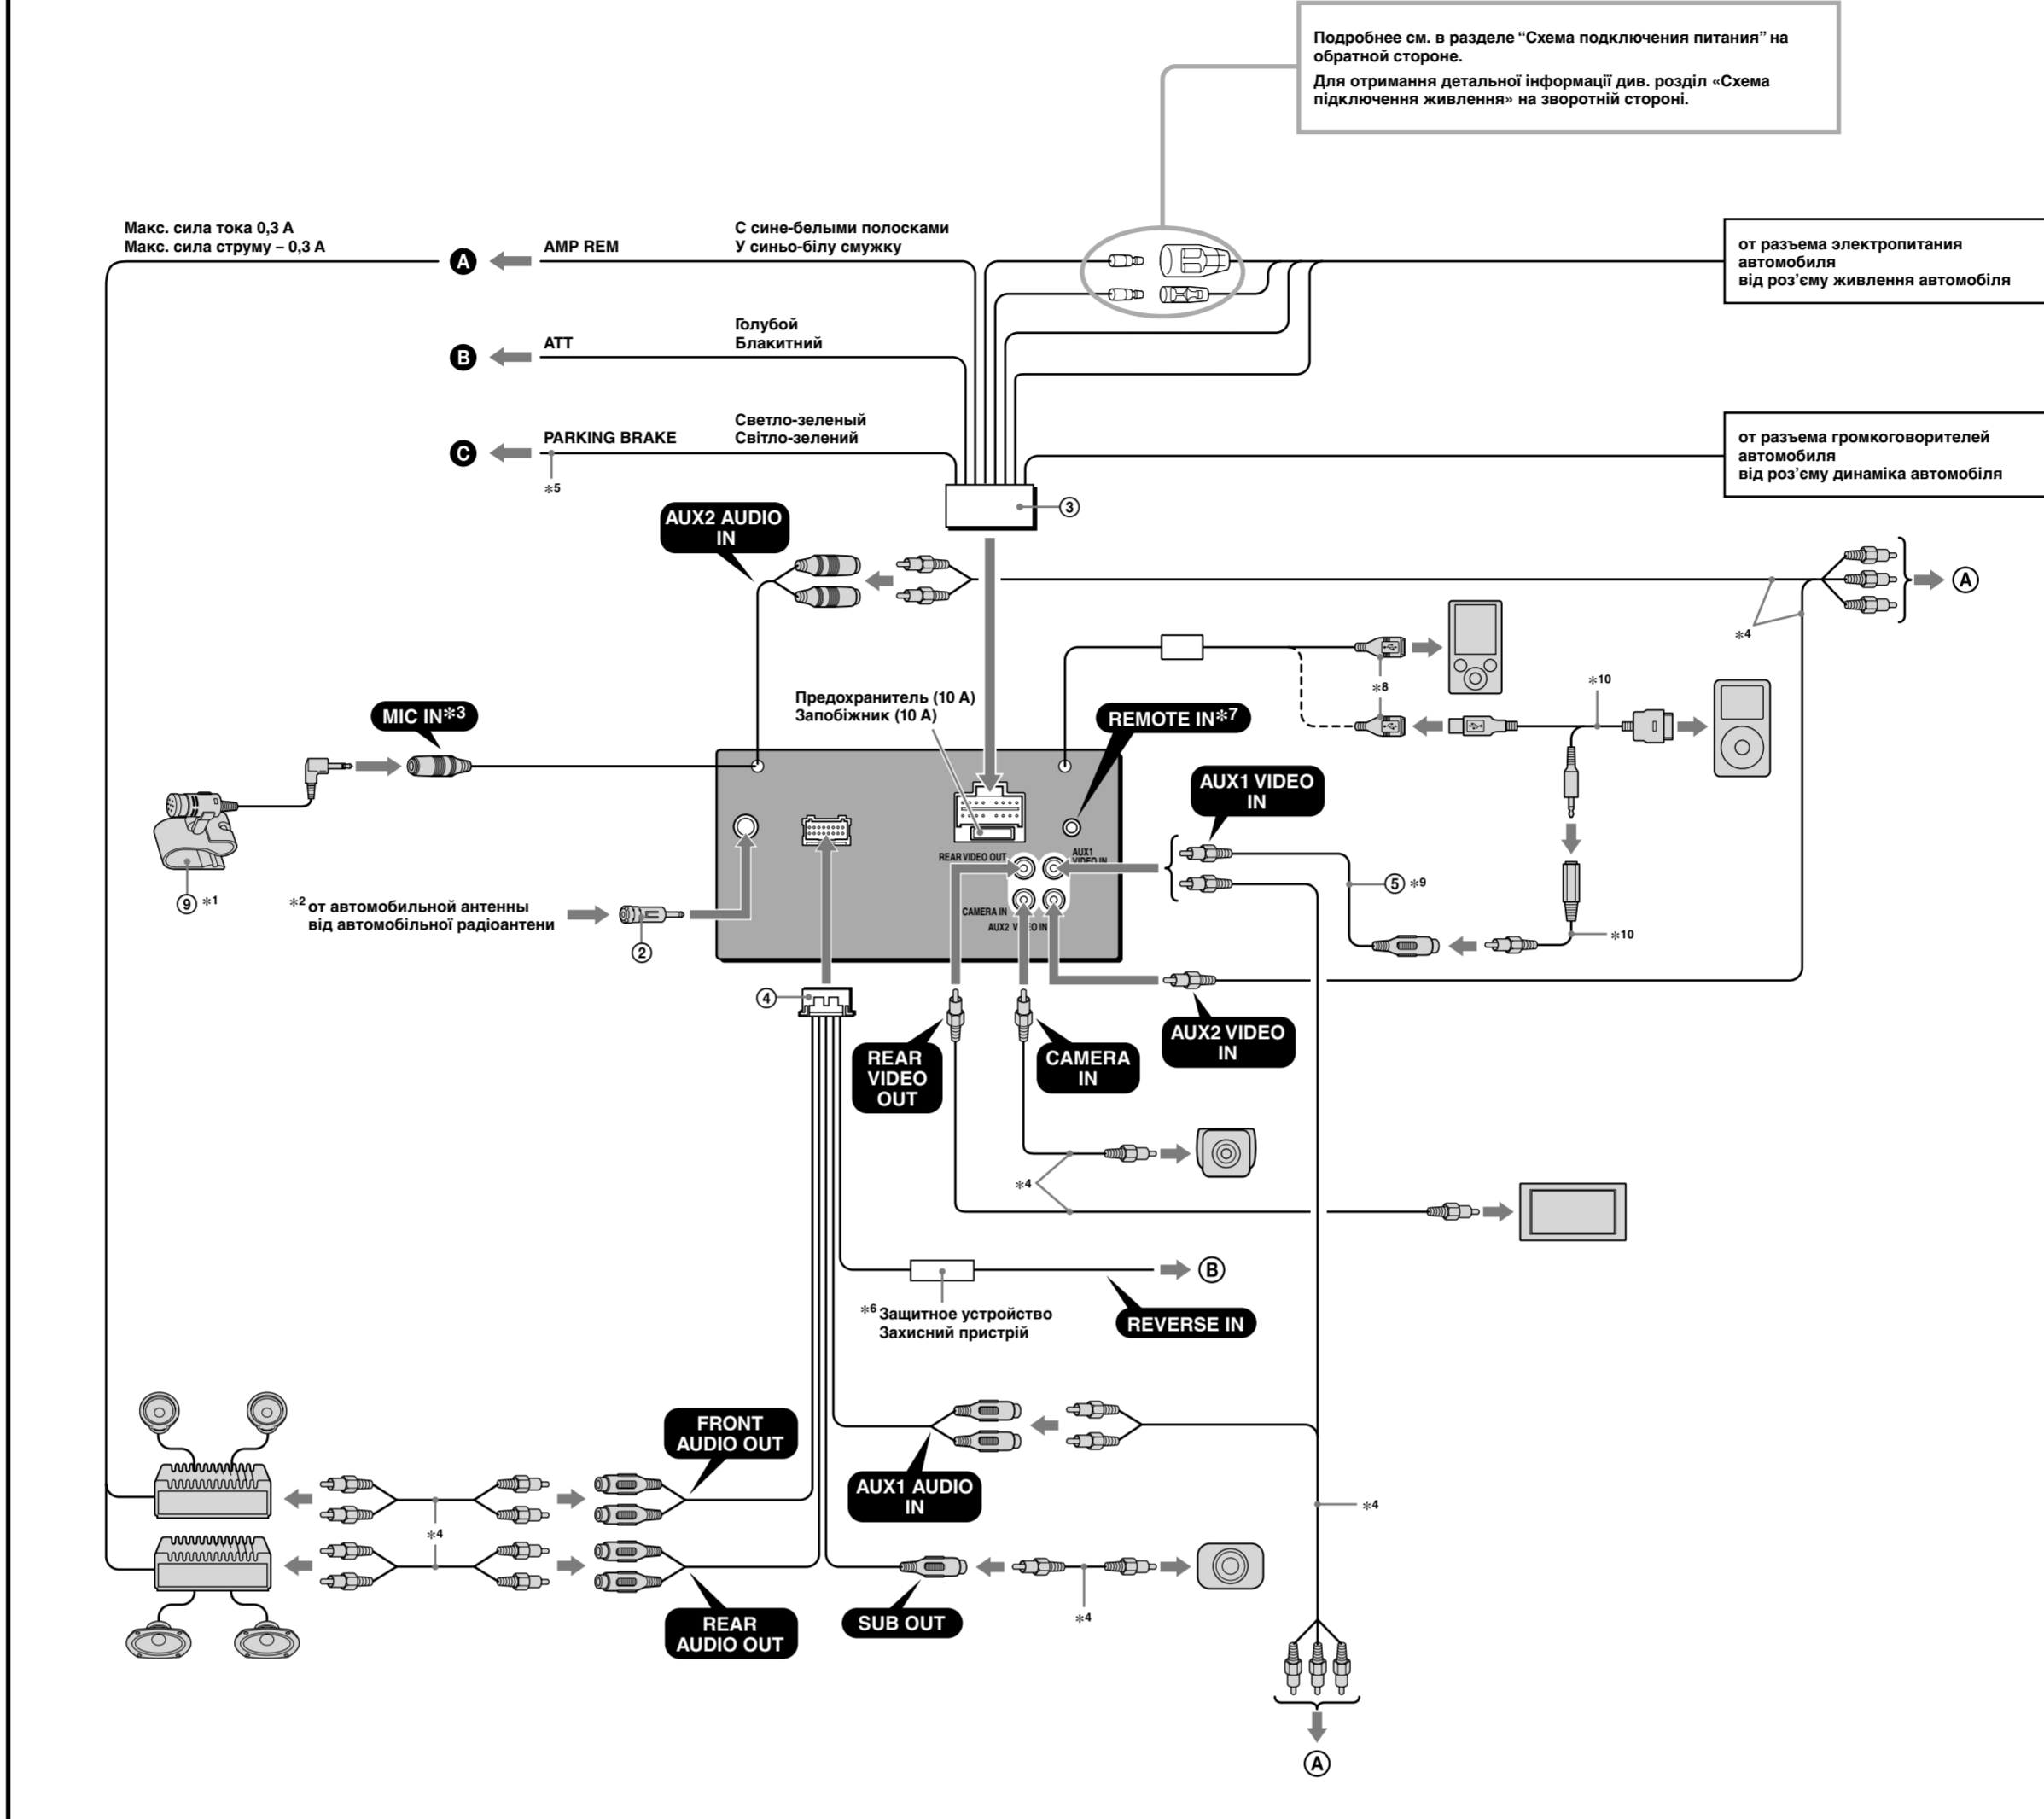 Подробнее см. в разделе “Схема подключения питания” на
обратной стороне.
Для отримання детальної інформації див. розділ «Схема
підключення живлення» на зворотній стороні.
Макс. сила тока 0,3 А
Макс. сила струму – 0,3 А
A
AMP REM
С сине-белыми полосками
У синьо-білу смужку
от разъема электропитания
автомобиля
від роз’єму живлення автомобіля
B
ATT
Голубой
Блакитний
C
PARKING BRAKE
Светло-зеленый
Світло-зелений
*5
от разъема громкоговорителей
автомобиля
від роз’єму динаміка автомобіля
③
AUX2 AUDIO
IN
Ⓐ
*4
*8
*10
MIC IN*3
Предохранитель (10 А)
Запобіжник (10 А)
REMOTE IN*7
AUX1 VIDEO
IN
REAR VIDEO OUT
AUX1
VIDEO IN
CAMERA IN
AUX2 VIDEO IN
⑤ *9
⑨ *1
*2 от автомобильной антенны
від автомобільної радіоантени
②
*10
④
REAR
VIDEO
OUT
CAMERA
IN
AUX2 VIDEO
IN
*4
Ⓑ
*6 Защитное устройство
Захисний пристрій
REVERSE IN
FRONT
AUDIO OUT
AUX1 AUDIO
IN
*4
*4
REAR
AUDIO OUT
SUB OUT
*4
Ⓐ